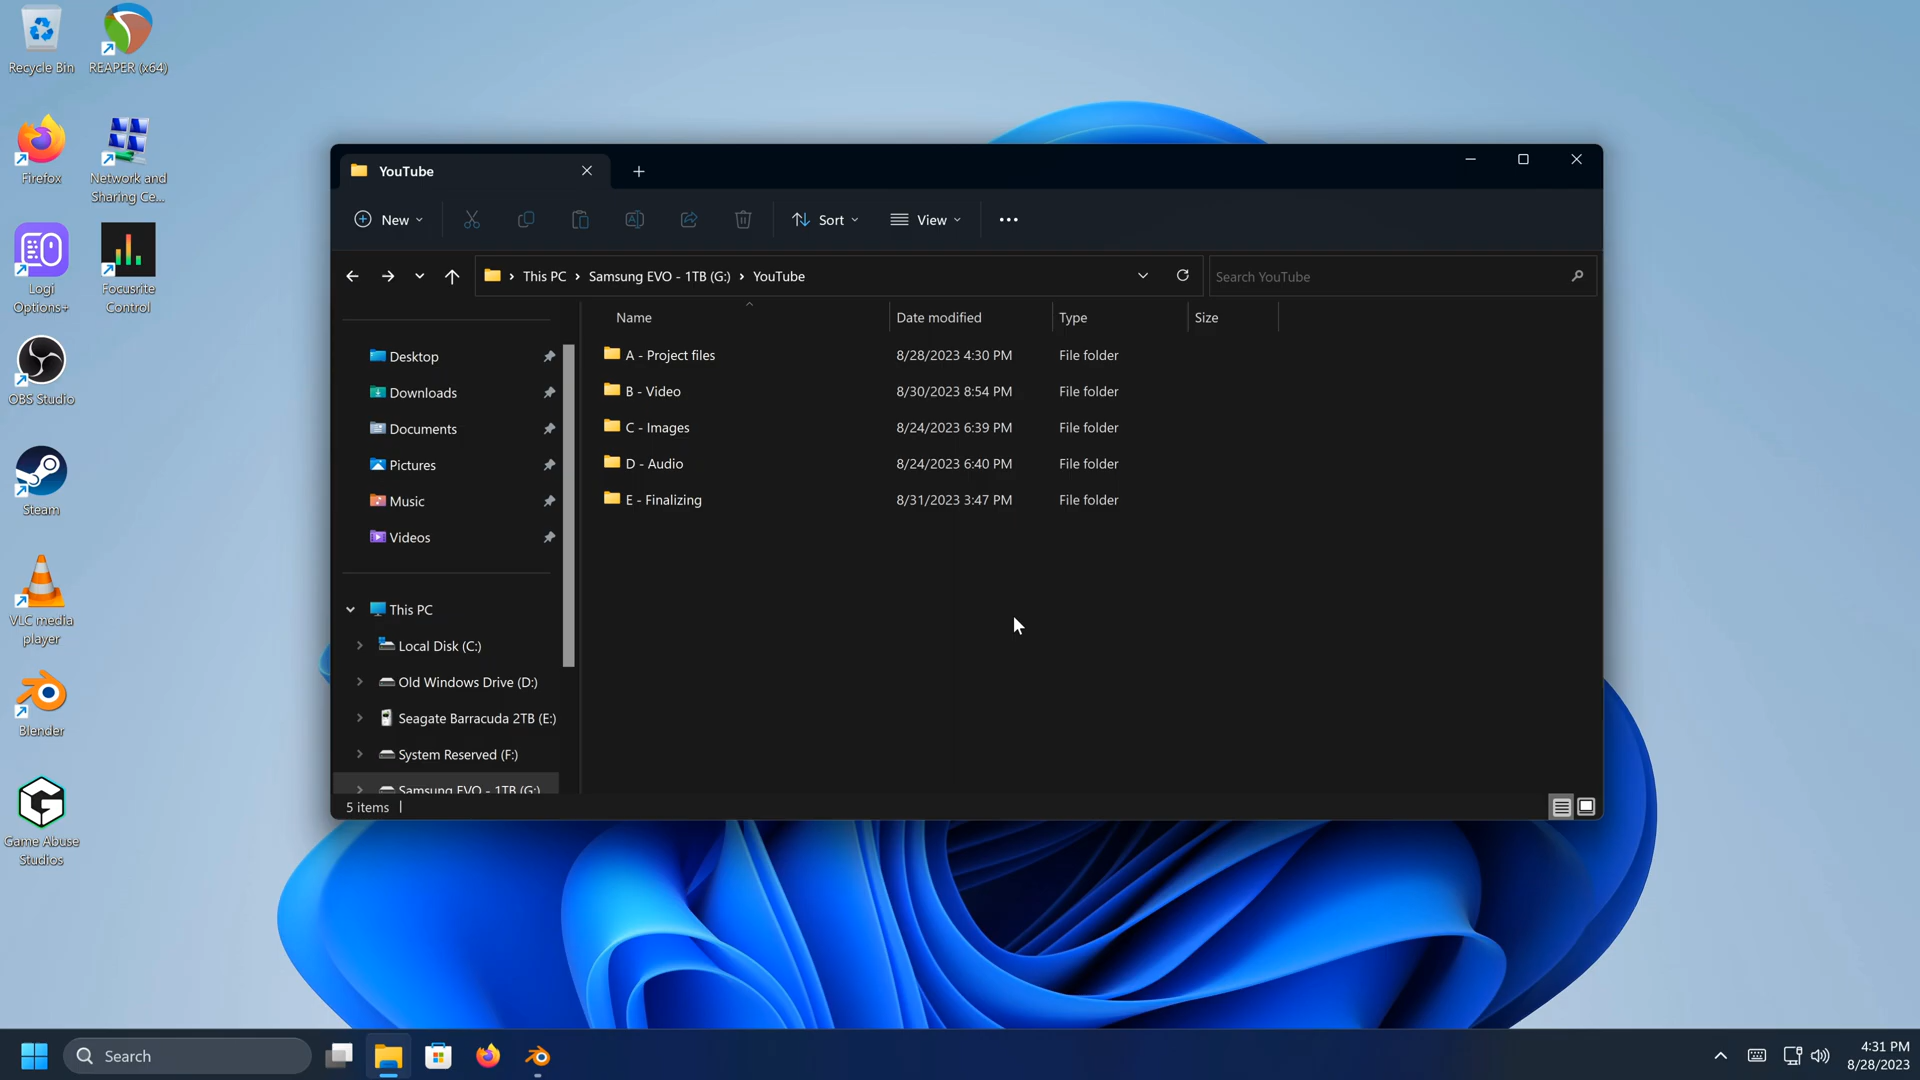 Recycle Bin
REAPER (x64)
Firefox
Network and
Sharing Ce...
Logi
Options+
Focusrite
Control
OBS Studio
Steam
VLC media
player
Blender
Game Abuse
Studios
YouTube
New
Sort
View
This PC > Samsung EVO - 1TB (G:) > YouTube
Search YouTube
Name Date modified Type Size
A - Project files 8/28/2023 4:30 PM File folder
B - Video 8/30/2023 8:54 PM File folder
C - Images 8/24/2023 6:39 PM File folder
D - Audio 8/24/2023 6:40 PM File folder
E - Finalizing 8/31/2023 3:47 PM File folder
Desktop
Downloads
Documents
Pictures
Music
Videos
This PC
Local Disk (C:)
Old Windows Drive (D:)
Seagate Barracuda 2TB (E:)
System Reserved (F:)
Samsung EVO - 1TB (G:)
5 items
Search
4:31 PM
8/28/2023